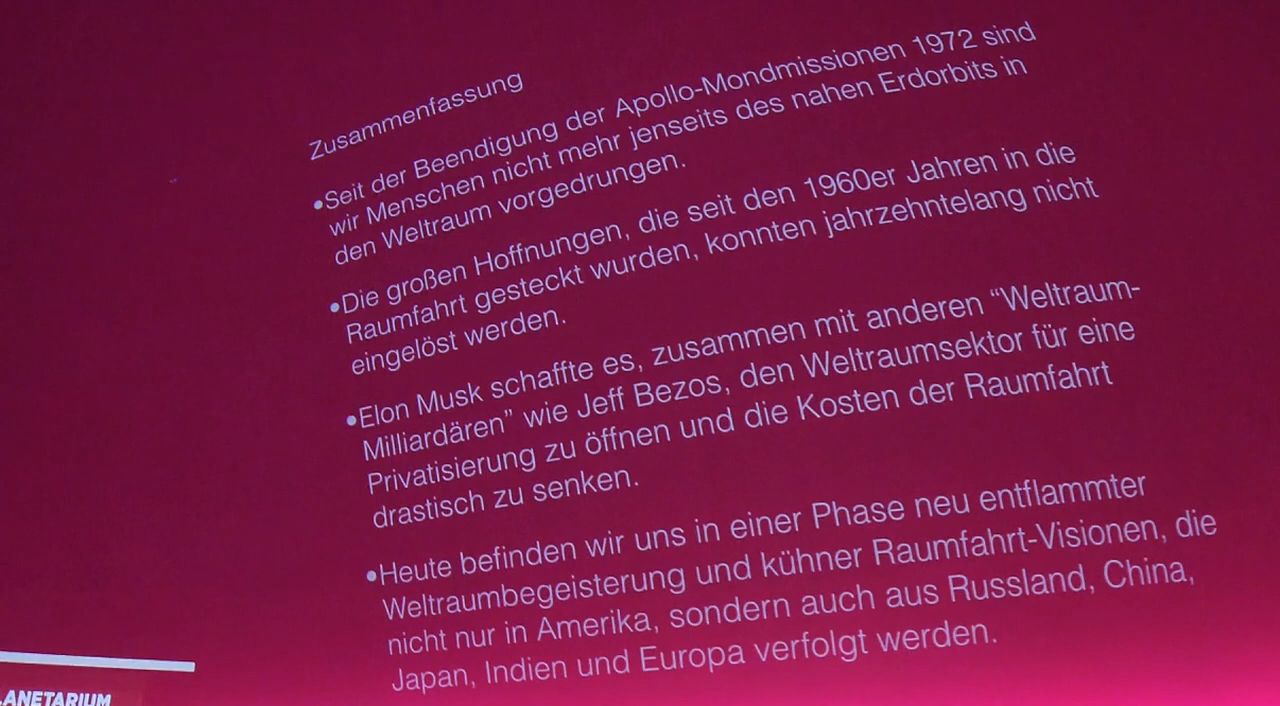 Zusammenfassung
•Seit der Beendigung der Apollo-Mondmissionen 1972 sind
wir Menschen nicht mehr jenseits des nahen Erdorbits in
den Weltraum vorgedrungen.
•Die großen Hoffnungen, die seit den 1960er Jahren in die
Raumfahrt gesteckt wurden, konnten jahrzehntelang nicht
eingelöst werden.
•Elon Musk schaffte es, zusammen mit anderen “Weltraum-
Milliardären” wie Jeff Bezos, den Weltraumsektor für eine
Privatisierung zu öffnen und die Kosten der Raumfahrt
drastisch zu senken.
•Heute befinden wir uns in einer Phase neu entflammter
Weltraumbegeisterung und kühner Raumfahrt-Visionen, die
nicht nur in Amerika, sondern auch aus Russland, China,
Japan, Indien und Europa verfolgt werden.
LANETARIUM